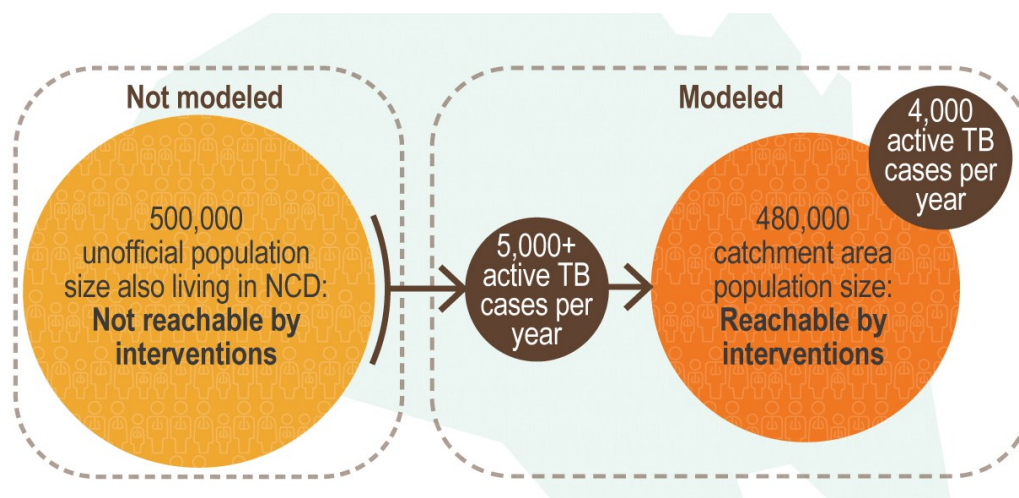 Not modeled
500,000
unofficial population
size also living in NCD:
Not reachable by
interventions
Modeled
5,000+
active TB
cases per
year
480,000
catchment area
population size:
Reachable by
interventions
4,000
active TB
cases per
year